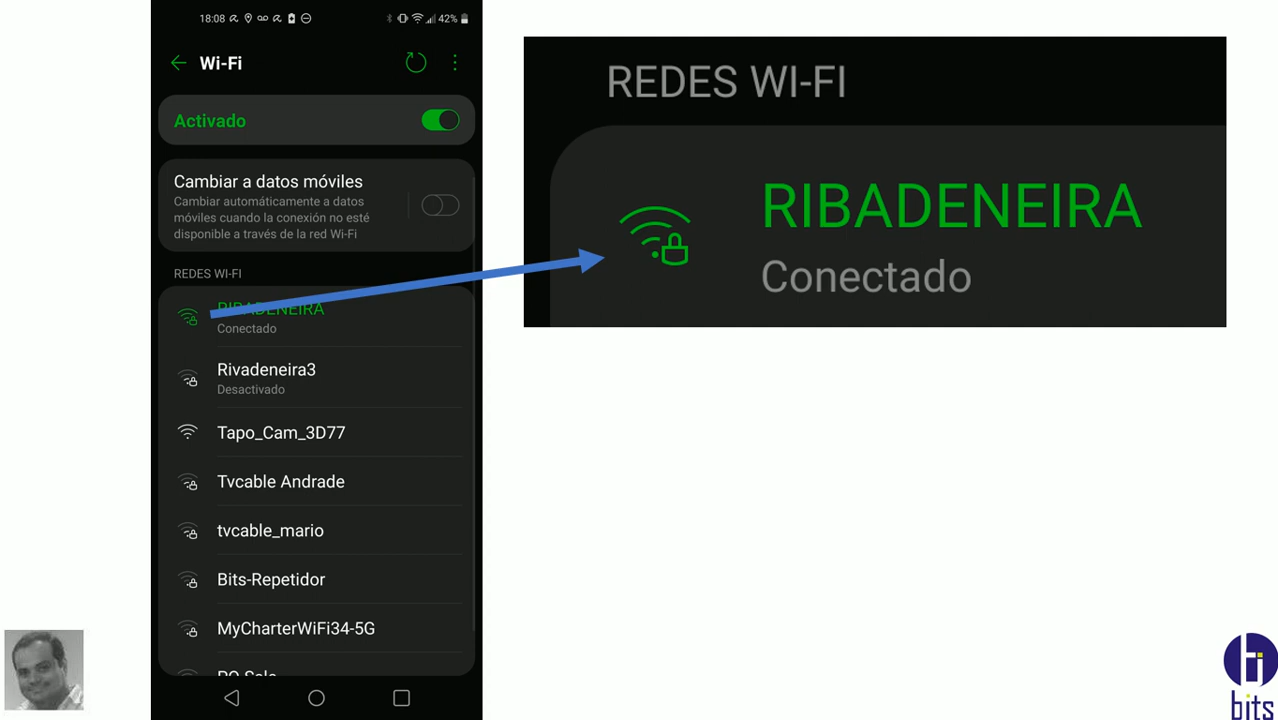 18:08
42%
Wi-Fi
Activado
Cambiar a datos móviles
Cambiar automáticamente a datos
móviles cuando la conexión no esté
disponible a través de la red Wi-Fi
REDES WI-FI
RIBADENEIRA
Conectado
Rivadeneira3
Desactivado
Tapo_Cam_3D77
Tvcable Andrade
tvcable_mario
Bits-Repetidor
MyCharterWiFi34-5G
REDES WI-FI
RIBADENEIRA
Conectado
bits